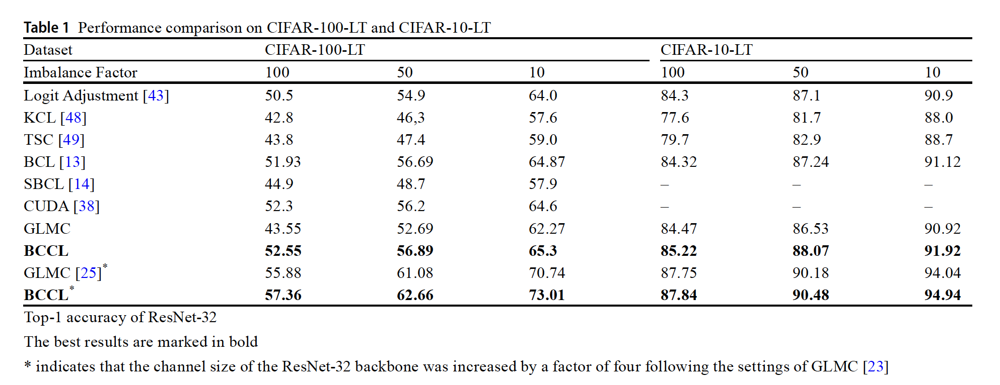 Table 1 Performance comparison on CIFAR-100-LT and CIFAR-10-LT
Dataset CIFAR-100-LT CIFAR-10-LT
Imbalance Factor 100 50 10 100 50 10
Logit Adjustment [43] 50.5 54.9 64.0 84.3 87.1 90.9
KCL [48] 42.8 46,3 57.6 77.6 81.7 88.0
TSC [49] 43.8 47.4 59.0 79.7 82.9 88.7
BCL [13] 51.93 56.69 64.87 84.32 87.24 91.12
SBCL [14] 44.9 48.7 57.9 – – –
CUDA [38] 52.3 56.2 64.6 – – –
GLMC 43.55 52.69 62.27 84.47 86.53 90.92
BCCL 52.55 56.89 65.3 85.22 88.07 91.92
GLMC [25]* 55.88 61.08 70.74 87.75 90.18 94.04
BCCL* 57.36 62.66 73.01 87.84 90.48 94.94
Top-1 accuracy of ResNet-32
The best results are marked in bold
* indicates that the channel size of the ResNet-32 backbone was increased by a factor of four following the settings of GLMC [23]